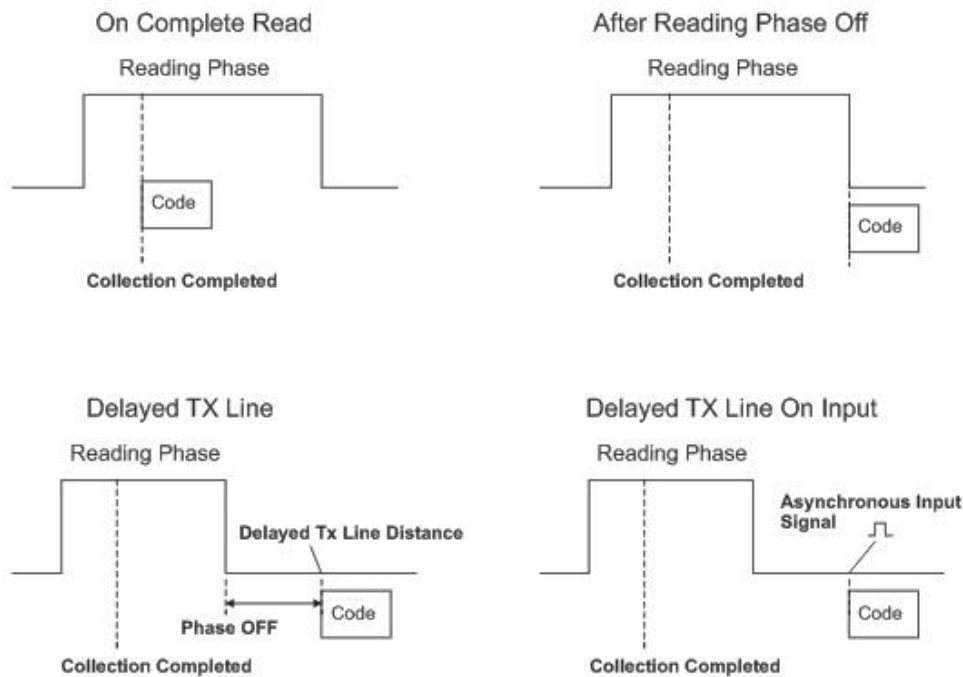 On Complete Read
Reading Phase
Code
Collection Completed
After Reading Phase Off
Reading Phase
Code
Collection Completed
Delayed TX Line
Reading Phase
Delayed Tx Line Distance
Phase OFF
Code
Collection Completed
Delayed TX Line On Input
Reading Phase
Asynchronous Input
Signal
Code
Collection Completed